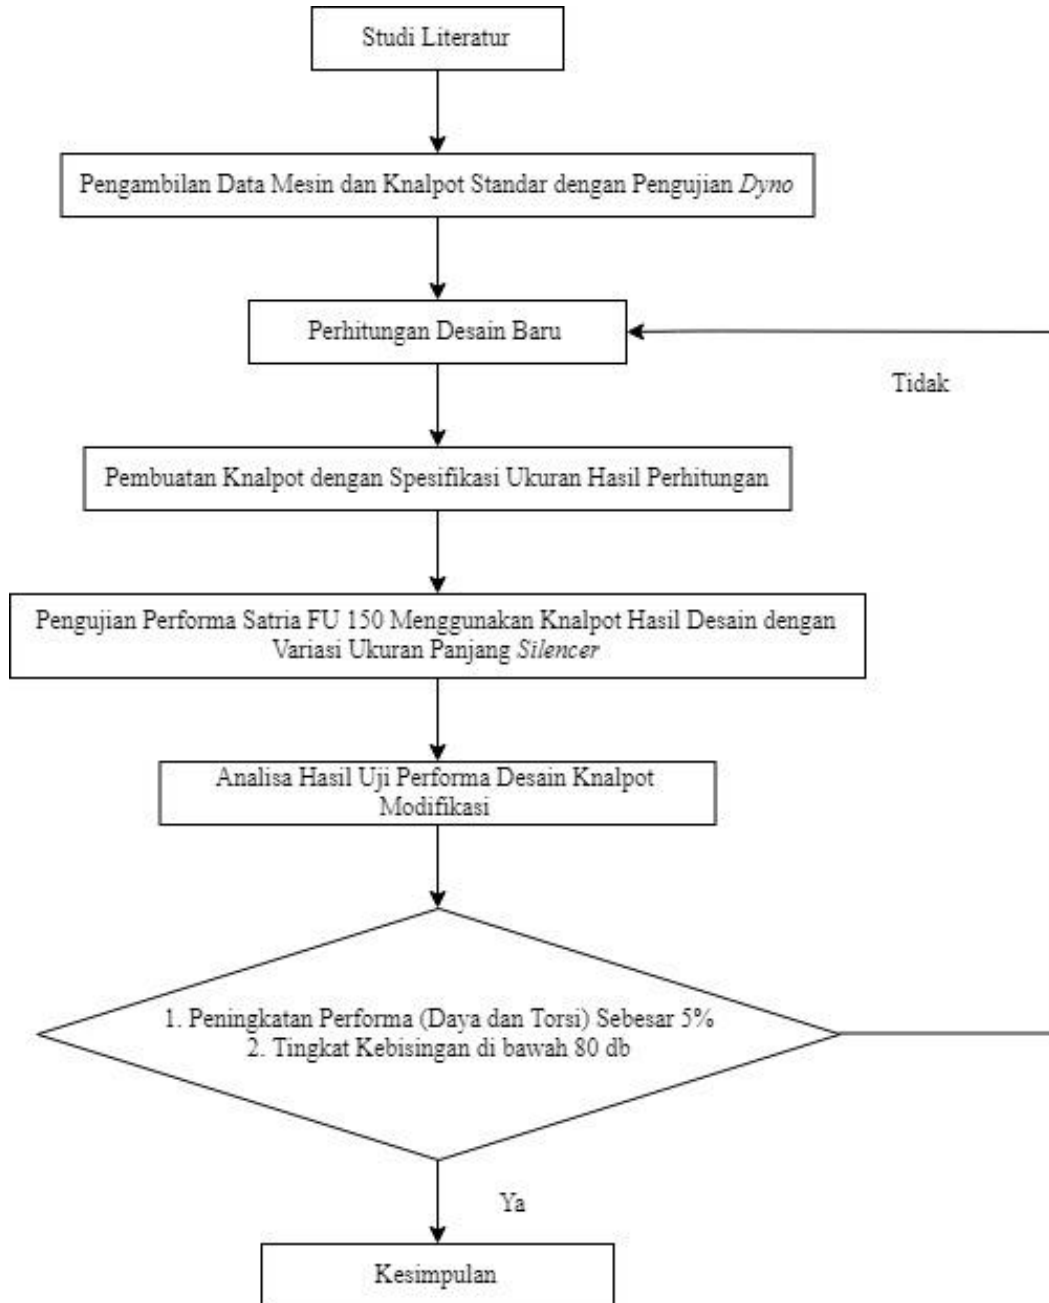 Studi Literatur
Pengambilan Data Mesin dan Knalpot Standar dengan Pengujian Dyno
Perhitungan Desain Baru
Tidak
Pembuatan Knalpot dengan Spesifikasi Ukuran Hasil Perhitungan
Pengujian Performa Satria FU 150 Menggunakan Knalpot Hasil Desain dengan
Variasi Ukuran Panjang Silencer
Analisa Hasil Uji Performa Desain Knalpot
Modifikasi
1. Peningkatan Performa (Daya dan Torsi) Sebesar 5%
2. Tingkat Kebisingan di bawah 80 db
Ya
Kesimpulan